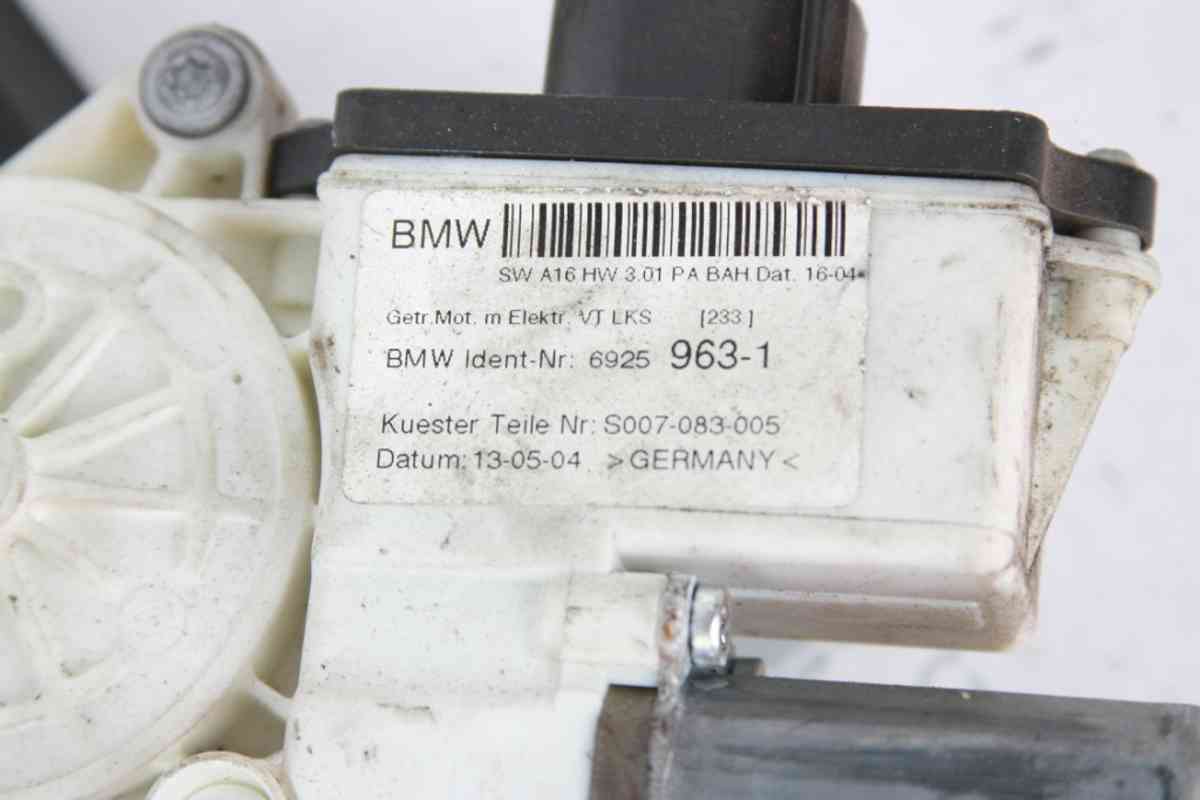 BMW
SW A16 HW 3.01 PA BAH Dat. 16-04
Getr.Mot. m Elektr. VT LKS [233]
BMW Ident-Nr: 6925 963-1
Kuester Teile Nr: S007-083-005
Datum: 13-05-04 >GERMANY<